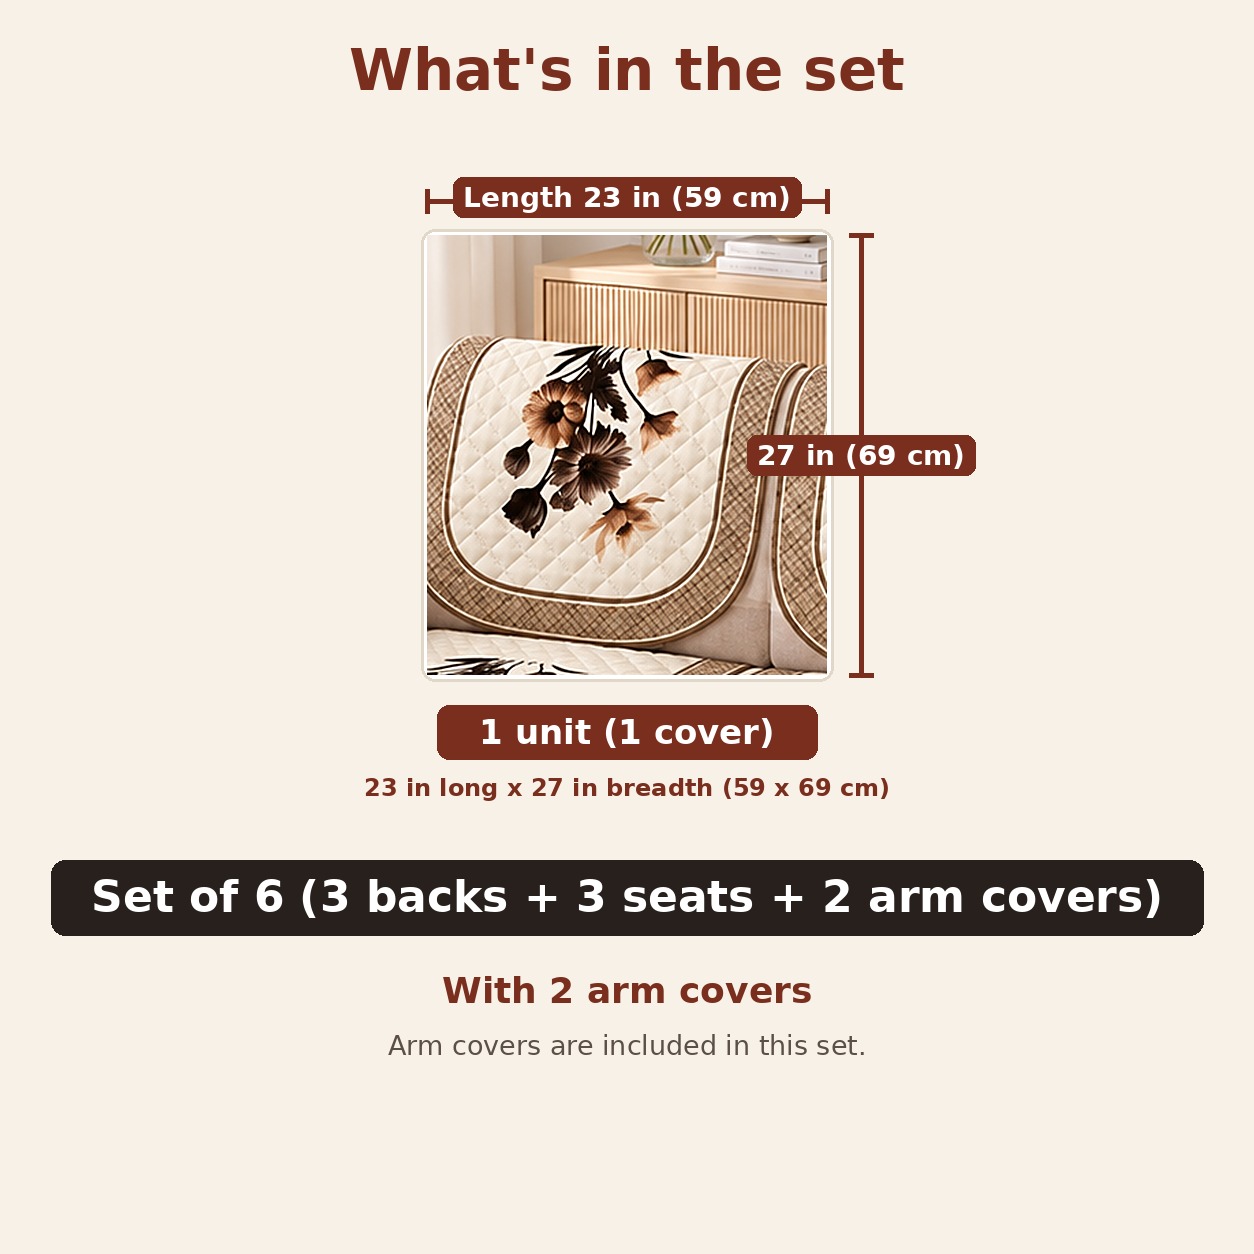 What's in the set
Length 23 in (59 cm)
27 in (69 cm)
1 unit (1 cover)
23 in long x 27 in breadth (59 x 69 cm)
Set of 6 (3 backs + 3 seats + 2 arm covers)
With 2 arm covers
Arm covers are included in this set.